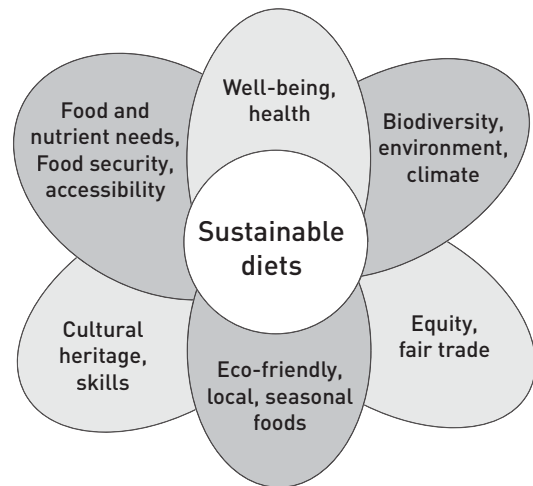 Well-being,
health
Biodiversity,
environment,
climate
Equity,
fair trade
Eco-friendly,
local, seasonal
foods
Cultural
heritage,
skills
Food and
nutrient needs,
Food security,
accessibility
Sustainable
diets